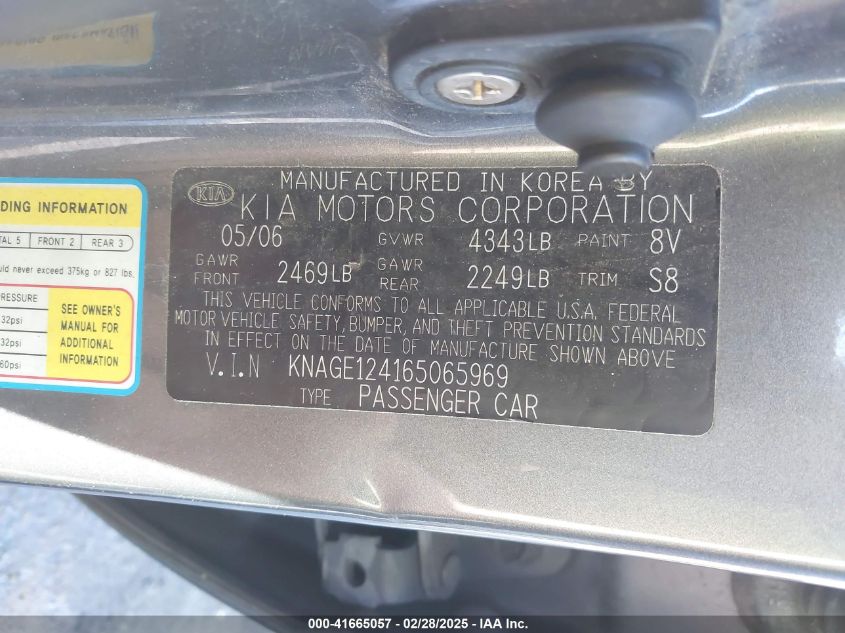 MANUFACTURED IN KOREA BY
KIA
KIA MOTORS CORPORATION
05/06 GVWR 4343LB PAINT 8V
GAWR FRONT 2469LB GAWR REAR 2249LB TRIM S8
THIS VEHICLE CONFORMS TO ALL APPLICABLE U.S.A. FEDERAL
MOTOR VEHICLE SAFETY, BUMPER, AND THEFT PREVENTION STANDARDS
IN EFFECT ON THE DATE OF MANUFACTURE SHOWN ABOVE
V.I.N KNAGE124165065969
TYPE PASSENGER CAR
INFORMATION
5 FRONT 2 REAR 3
never exceed 375kg or 827 lbs.
32psi
32psi
60psi
SEE OWNER'S
MANUAL FOR
ADDITIONAL
INFORMATION
000-41665057 | 02/28/2025 - IAA, Inc.